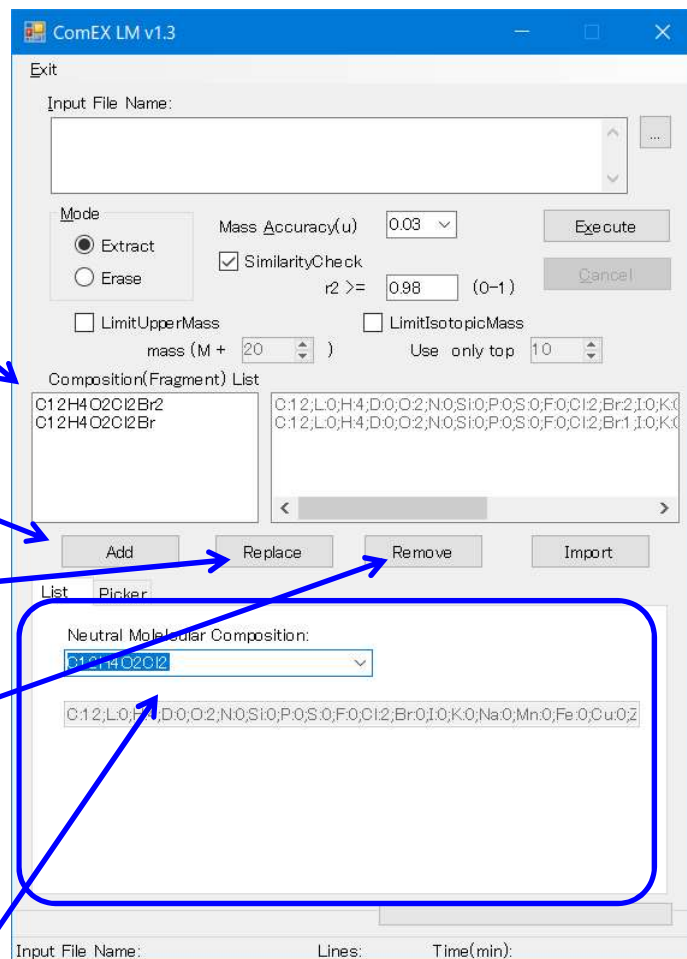 ComEX LM v1.3
Exit
Input File Name:
...
Mode
Extract
Erase
Mass Accuracy(u) 0.03
SimilarityCheck
r2 >= 0.98 (0-1)
Execute
Cancel
LimitUpperMass
mass (M + 20 )
LimitIsotopicMass
Use only top 10
Composition(Fragment) List
C12H4O2Cl2Br2
C12H4O2Cl2Br
C:12;L:0;H:4;D:0;O:2;N:0;Si:0;P:0;S:0;F:0;Cl:2;Br:2;I:0;K:0
C:12;L:0;H:4;D:0;O:2;N:0;Si:0;P:0;S:0;F:0;Cl:2;Br:1;I:0;K:0
Add Replace Remove Import
List Picker
Neutral Molelcular Composition:
C12H4O2Cl2
C:12;L:0;H:4;D:0;O:2;N:0;Si:0;P:0;S:0;F:0;Cl:2;Br:0;I:0;K:0;Na:0;Mn:0;Fe:0;Cu:0;Z
Input File Name: Lines: Time(min):